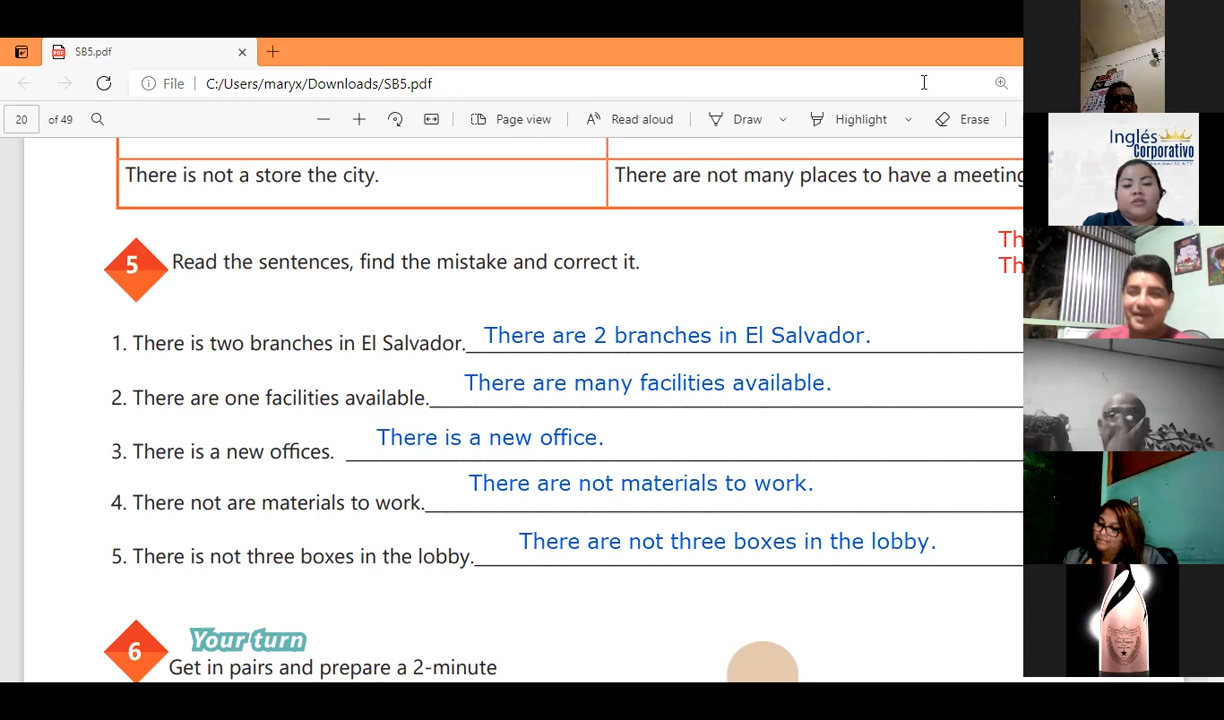 SB5.pdf
File C:/Users/maryx/Downloads/SB5.pdf
20 of 49 Page view Read aloud Draw Highlight Erase
There is not a store the city. There are not many places to have a meeting
Th
Th
5 Read the sentences, find the mistake and correct it.
1. There is two branches in El Salvador. There are 2 branches in El Salvador.
2. There are one facilities available. There are many facilities available.
3. There is a new offices. There is a new office.
4. There not are materials to work. There are not materials to work.
5. There is not three boxes in the lobby. There are not three boxes in the lobby.
6 Your turn
Get in pairs and prepare a 2-minute
Inglés
Corporativo